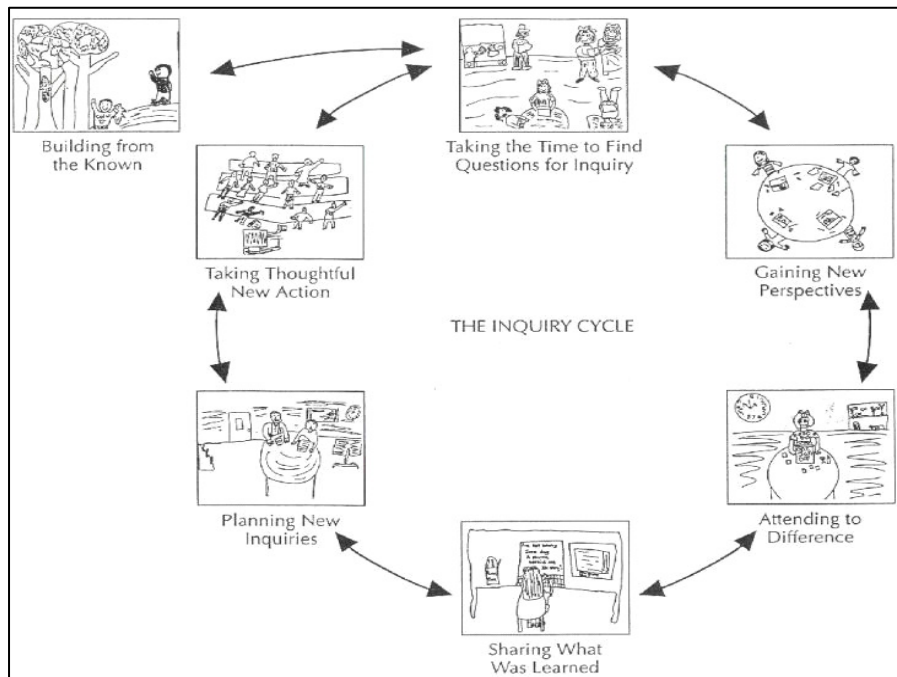 Building from
the Known
Taking the Time to Find
Questions for Inquiry
Taking Thoughtful
New Action
Gaining New
Perspectives
THE INQUIRY CYCLE
Planning New
Inquiries
Attending to
Difference
Sharing What
Was Learned